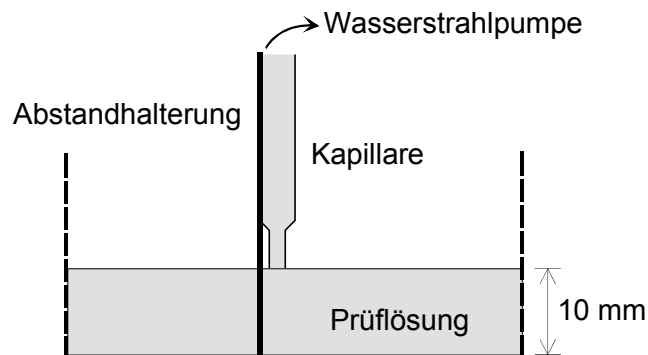 Wasserstrahlpumpe
Abstandhalterung
Kapillare
Prüflösung
10 mm